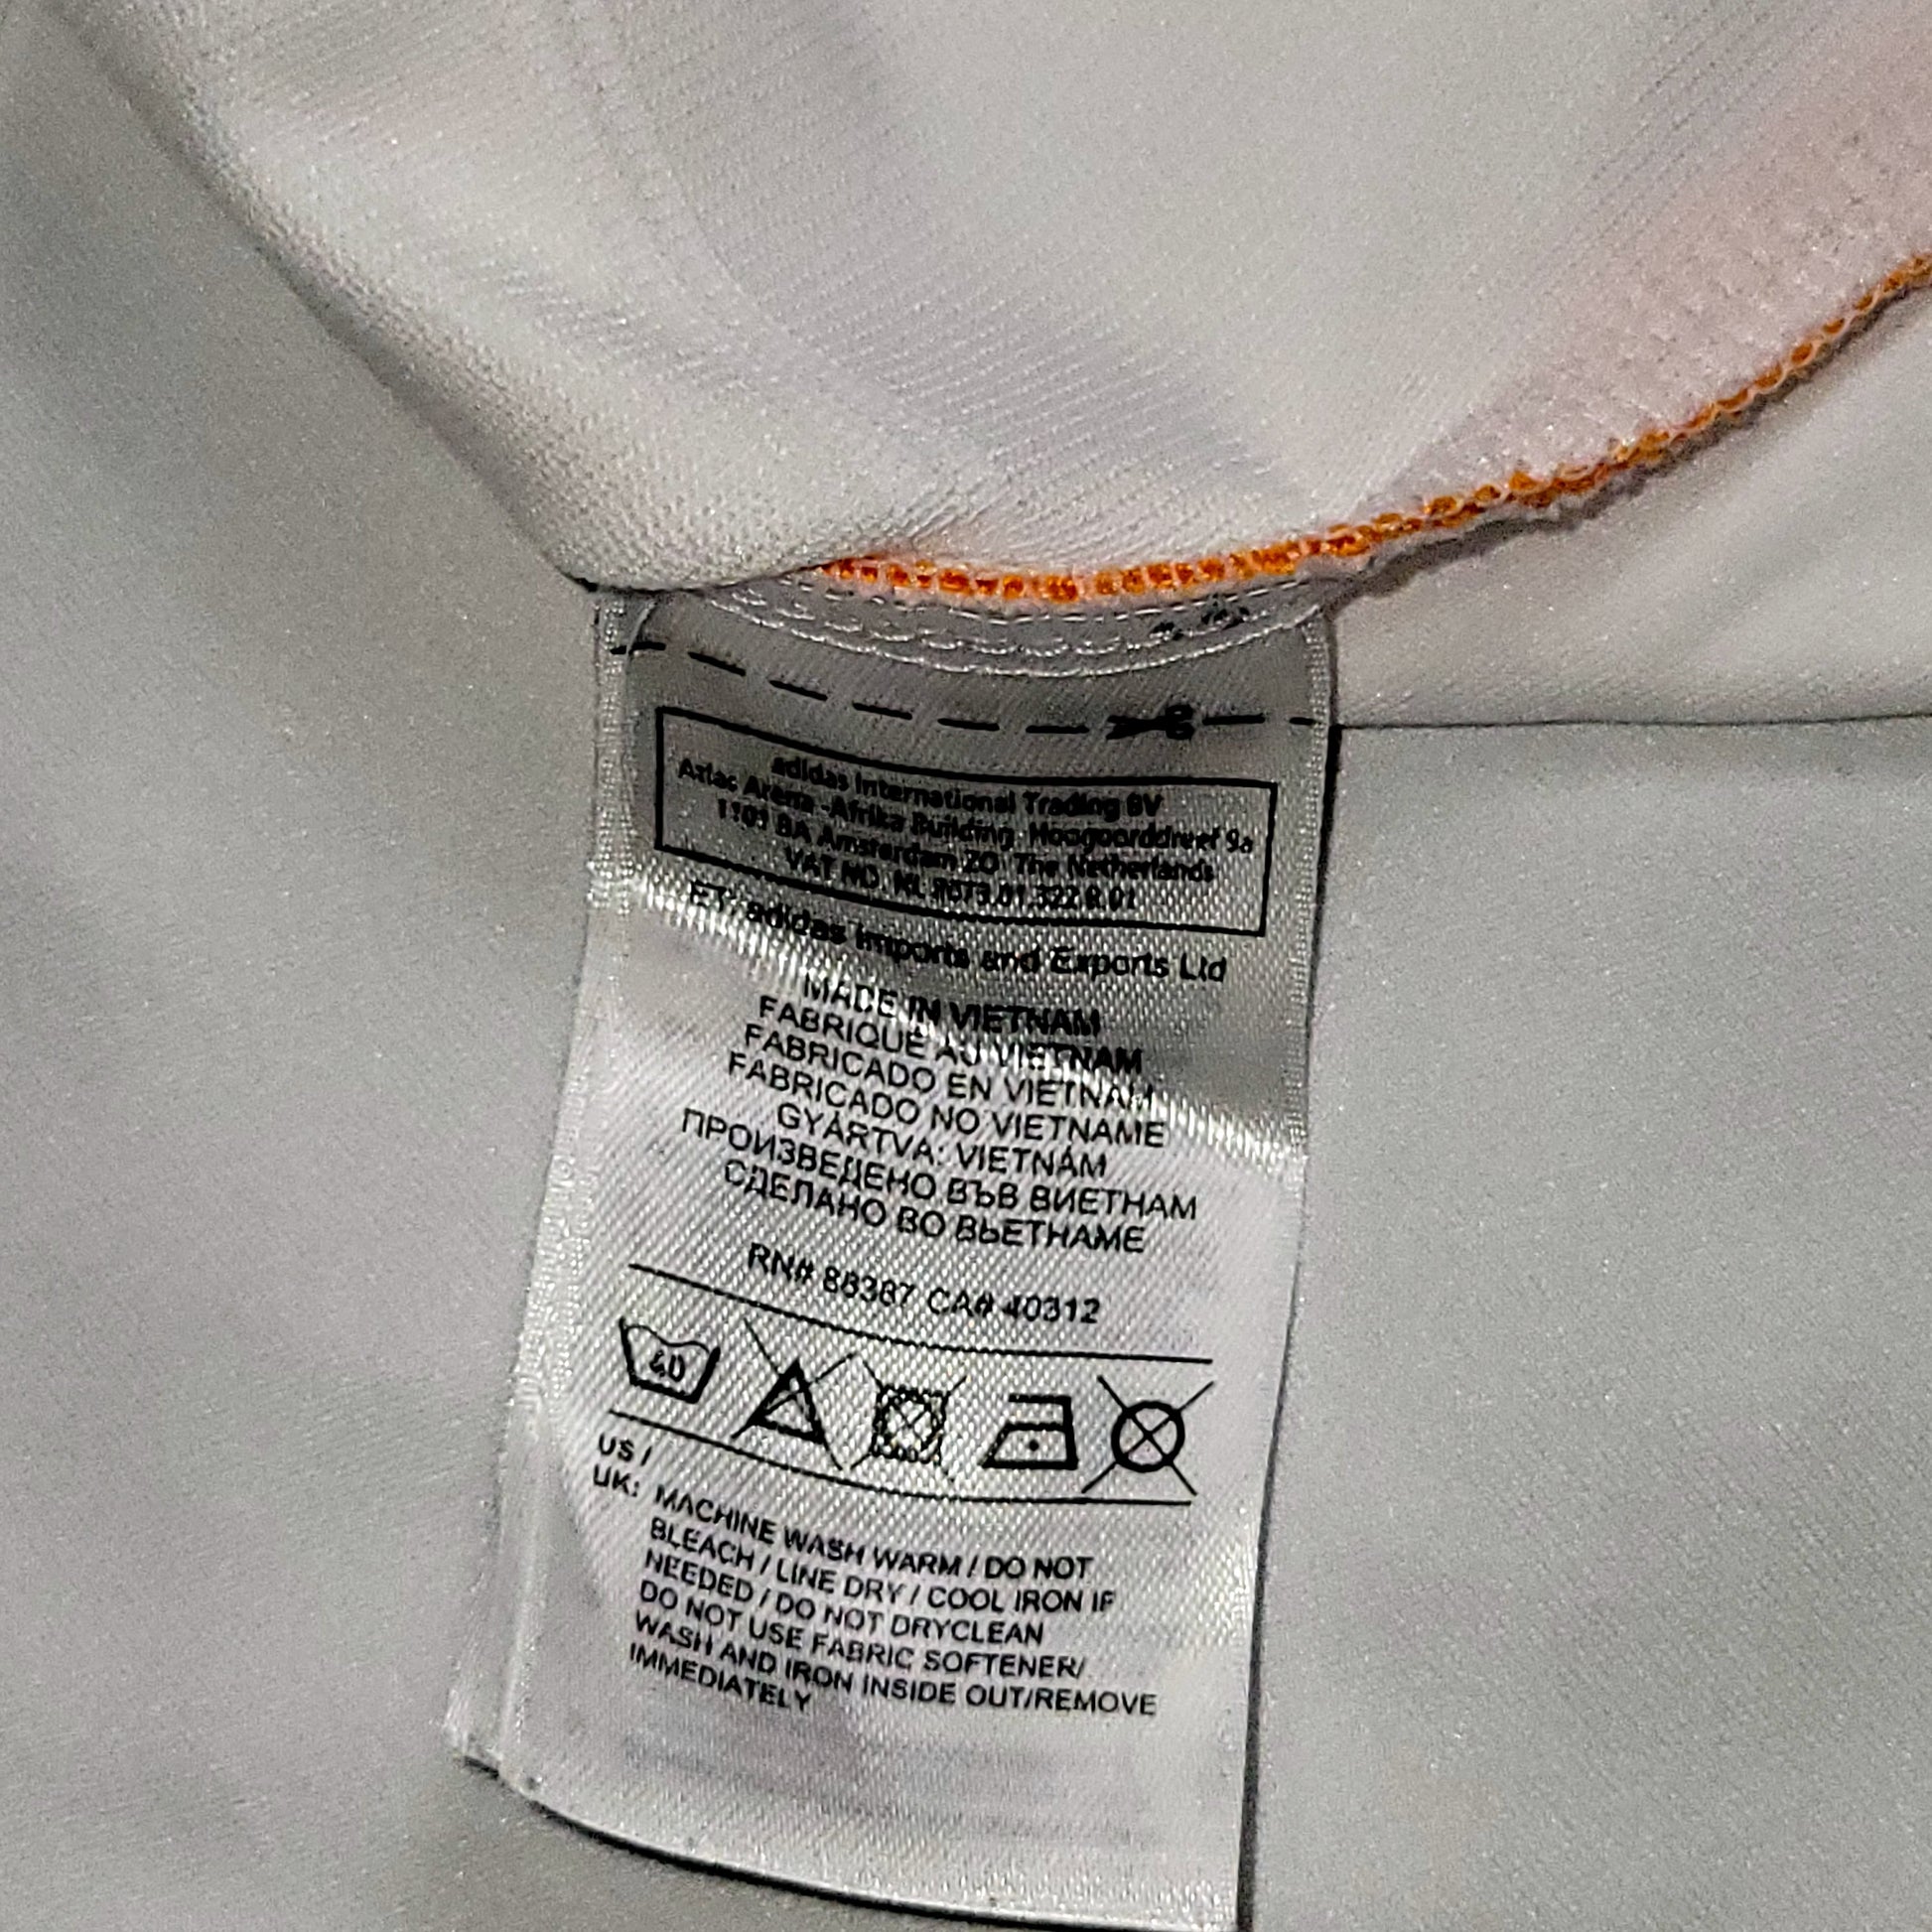 adidas International Trading BV
Atlas Arena -Afrika Building, Hoogoorddreef 9a
1101 BA Amsterdam ZO The Netherlands
VAT NO. NL 8073.01.322.B.01
ET: adidas Imports and Exports Ltd
MADE IN VIETNAM
FABRIQUÉ AU VIETNAM
FABRICADO EN VIETNAM
FABRICADO NO VIETNAME
GYÁRTVA: VIETNÁM
ПРОИЗВЕДЕНО ВЪВ ВИЕТНАМ
СДЕЛАНО ВО ВЬЕТНАМЕ
RN# 88387 CA# 40312
40
US /
UK: MACHINE WASH WARM / DO NOT
BLEACH / LINE DRY / COOL IRON IF
NEEDED / DO NOT DRYCLEAN
DO NOT USE FABRIC SOFTENER/
WASH AND IRON INSIDE OUT/REMOVE
IMMEDIATELY